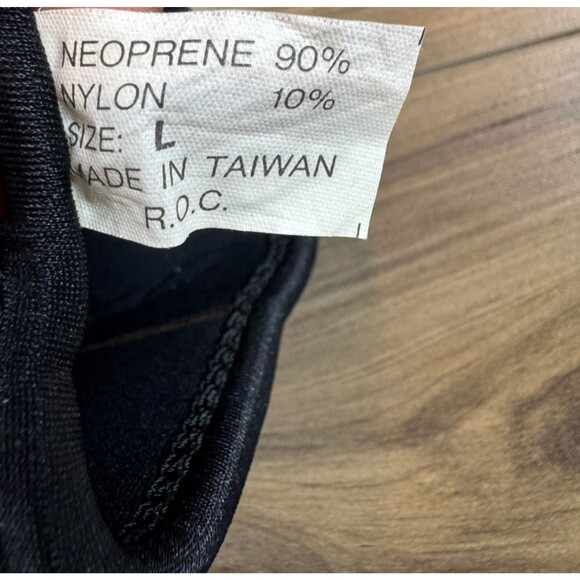 NEOPRENE 90%
NYLON 10%
SIZE: L
MADE IN TAIWAN
R.O.C.